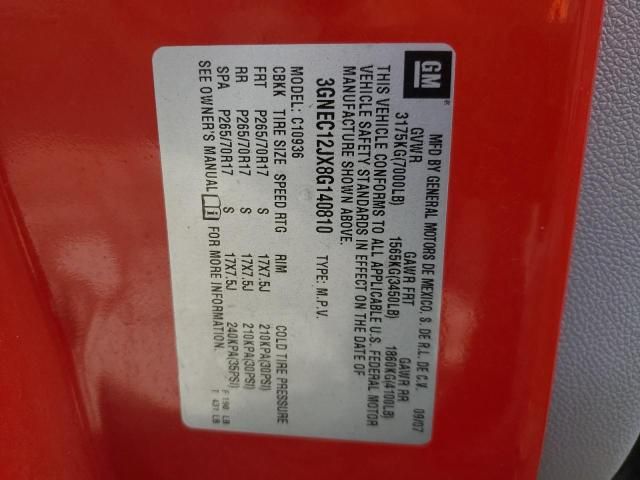 GM®
MFD BY GENERAL MOTORS DE MEXICO, S. DE R.L. DE C.V. 09/07
GVWR GAWR FRT GAWR RR
3175KG(7000LB) 1565KG(3450LB) 1860KG(4100LB)
THIS VEHICLE CONFORMS TO ALL APPLICABLE U.S. FEDERAL MOTOR
VEHICLE SAFETY STANDARDS IN EFFECT ON THE DATE OF
MANUFACTURE SHOWN ABOVE.
3GNEC12JX8G140810 TYPE: M.P.V.
MODEL: C10936
CBKK TIRE SIZE SPEED RTG RIM COLD TIRE PRESSURE
FRT P265/70R17 S 17X7.5J 210KPA(30PSI)
RR P265/70R17 S 17X7.5J 210KPA(30PSI)
SPA P265/70R17 S 17X7.5J 240KPA(35PSI)
SEE OWNER'S MANUAL i FOR MORE INFORMATION.
F 190 LB
T 437 LB